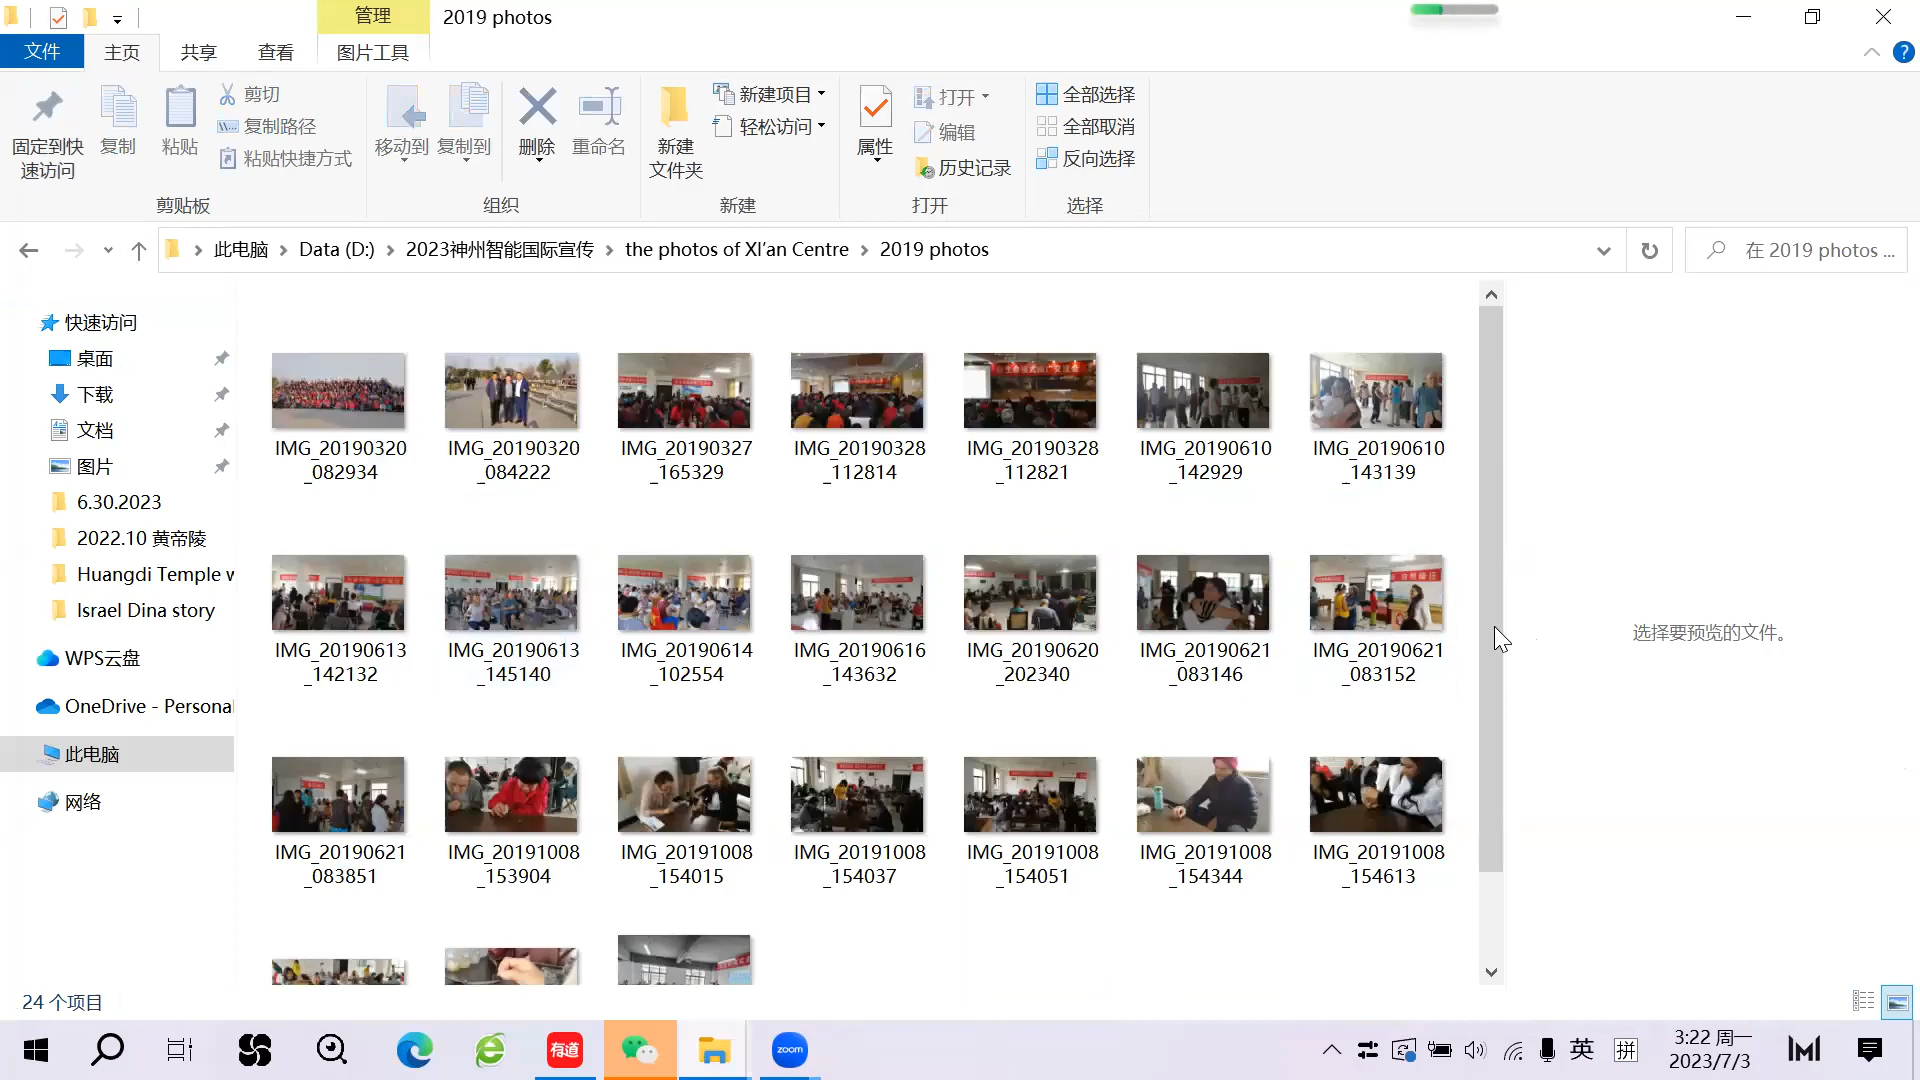 管理
2019 photos
文件
主页
共享
查看
图片工具
固定到快
速访问
复制
粘贴
剪切
复制路径
粘贴快捷方式
剪贴板
移动到
复制到
删除
重命名
组织
新建
文件夹
新建项目
轻松访问
新建
属性
打开
编辑
历史记录
打开
全部选择
全部取消
反向选择
选择
此电脑 > Data (D:) > 2023神州智能国际宣传 > the photos of XI'an Centre > 2019 photos
在 2019 photos ...
快速访问
桌面
下载
文档
图片
6.30.2023
2022.10 黄帝陵
Huangdi Temple w
Israel Dina story
WPS云盘
OneDrive - Personal
此电脑
网络
IMG_20190320
_082934
IMG_20190320
_084222
IMG_20190327
_165329
IMG_20190328
_112814
IMG_20190328
_112821
IMG_20190610
_142929
IMG_20190610
_143139
IMG_20190613
_142132
IMG_20190613
_145140
IMG_20190614
_102554
IMG_20190616
_143632
IMG_20190620
_202340
IMG_20190621
_083146
IMG_20190621
_083152
IMG_20190621
_083851
IMG_20191008
_153904
IMG_20191008
_154015
IMG_20191008
_154037
IMG_20191008
_154051
IMG_20191008
_154344
IMG_20191008
_154613
选择要预览的文件。
24 个项目
有道
zoom
英
拼
3:22 周一
2023/7/3